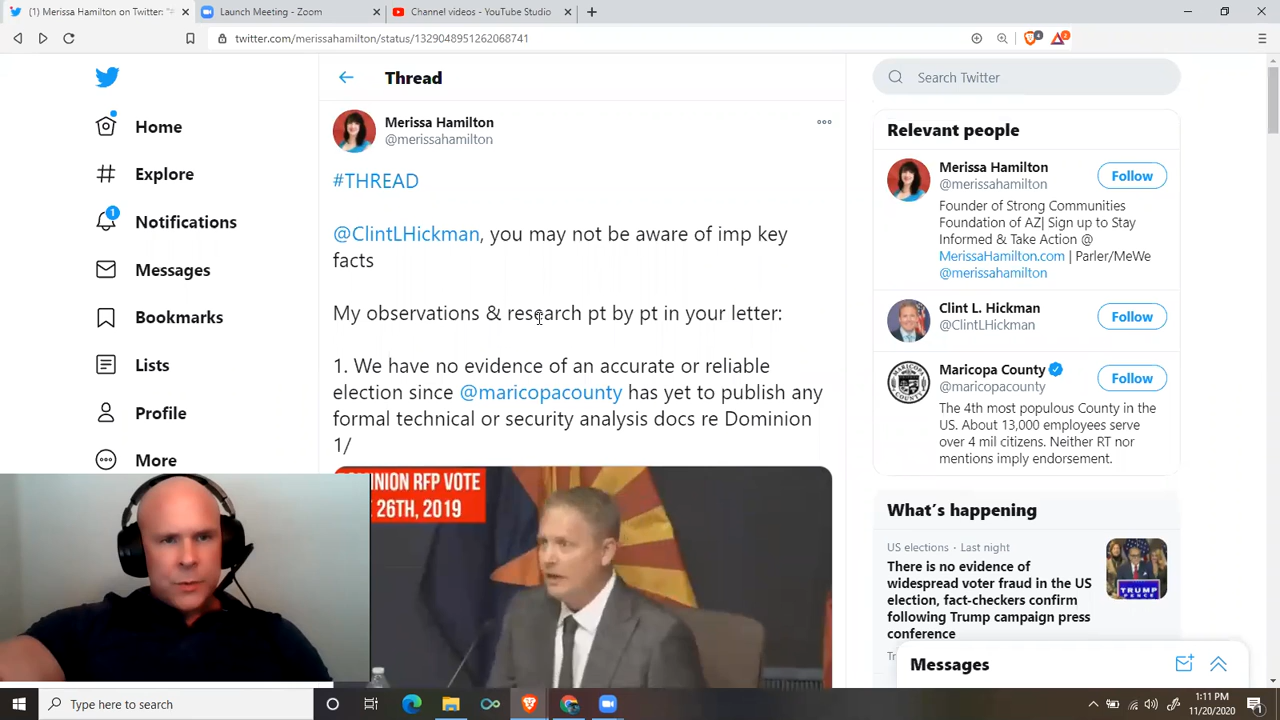 (1) Merissa Hamilton on Twitter: "#
Launch Meeting - Zoom
Channel videos - YouTube Studio
twitter.com/merissahamilton/status/1329048951262068741
4
2
Home
Explore
1
Notifications
Messages
Bookmarks
Lists
Profile
More
Thread
Merissa Hamilton
@merissahamilton
#THREAD
@ClintLHickman, you may not be aware of imp key
facts
My observations & research pt by pt in your letter:
1. We have no evidence of an accurate or reliable
election since @maricopacounty has yet to publish any
formal technical or security analysis docs re Dominion
1/
INION RFP VOTE
26TH, 2019
Search Twitter
Relevant people
Merissa Hamilton
@merissahamilton
Follow
Founder of Strong Communities
Foundation of AZ| Sign up to Stay
Informed & Take Action @
MerissaHamilton.com | Parler/MeWe
@merissahamilton
Clint L. Hickman
@ClintLHickman
Follow
Maricopa County
@maricopacounty
Follow
The 4th most populous County in the
US. About 13,000 employees serve
over 4 mil citizens. Neither RT nor
mentions imply endorsement.
What's happening
US elections · Last night
There is no evidence of
widespread voter fraud in the US
election, fact-checkers confirm
following Trump campaign press
conference
TRUMP
PENCE
Messages
Type here to search
1:11 PM
11/20/2020